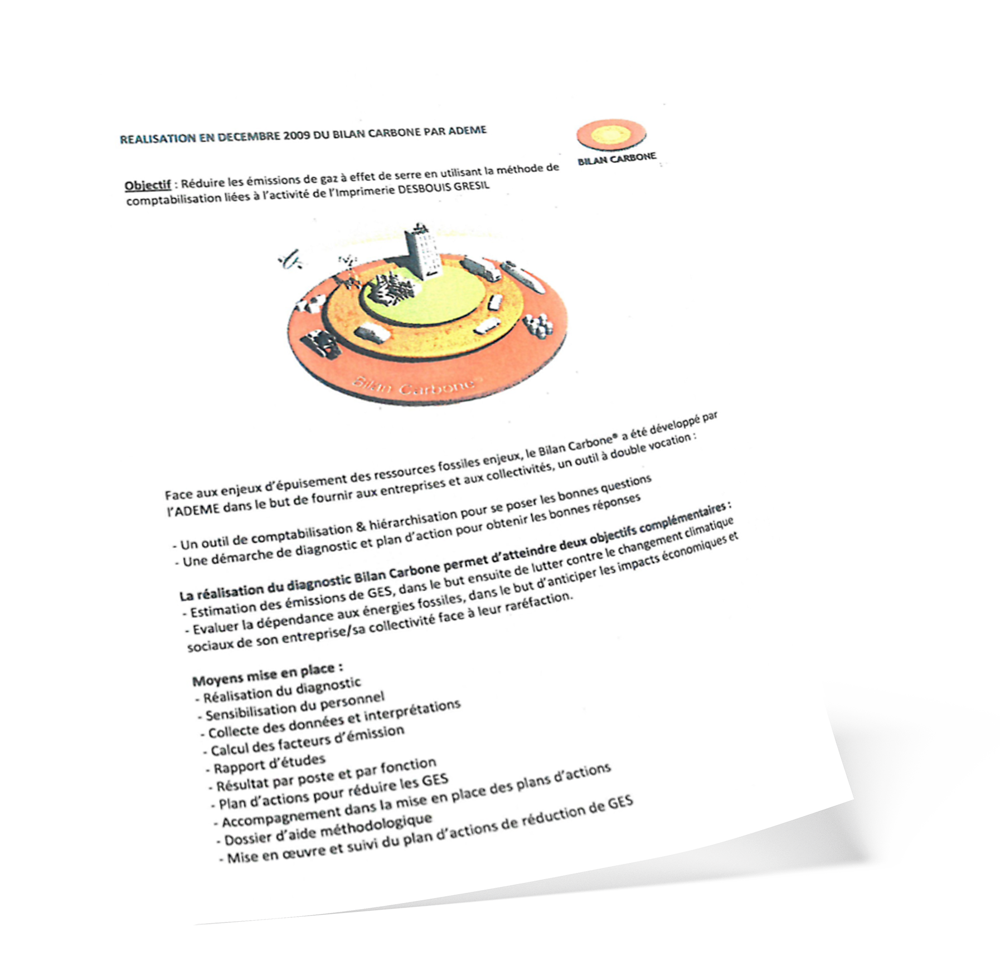 REALISATION EN DECEMBRE 2009 DU BILAN CARBONE PAR ADEME
BILAN CARBONE
Objectif : Réduire les émissions de gaz à effet de serre en utilisant la méthode de
comptabilisation liées à l'activité de l'Imprimerie DESBOUIS GRESIL
Bilan Carbone®
Face aux enjeux d'épuisement des ressources fossiles enjeux, le Bilan Carbone® a été développé par
l'ADEME dans le but de fournir aux entreprises et aux collectivités, un outil à double vocation :
- Un outil de comptabilisation & hiérarchisation pour se poser les bonnes questions
- Une démarche de diagnostic et plan d'action pour obtenir les bonnes réponses
La réalisation du diagnostic Bilan Carbone permet d'atteindre deux objectifs complémentaires :
- Estimation des émissions de GES, dans le but ensuite de lutter contre le changement climatique
- Evaluer la dépendance aux énergies fossiles, dans le but d'anticiper les impacts économiques et
sociaux de son entreprise/sa collectivité face à leur raréfaction.
Moyens mise en place :
- Réalisation du diagnostic
- Sensibilisation du personnel
- Collecte des données et interprétations
- Calcul des facteurs d'émission
- Rapport d'études
- Résultat par poste et par fonction
- Plan d'actions pour réduire les GES
- Accompagnement dans la mise en place des plans d'actions
- Dossier d'aide méthodologique
- Mise en œuvre et suivi du plan d'actions de réduction de GES